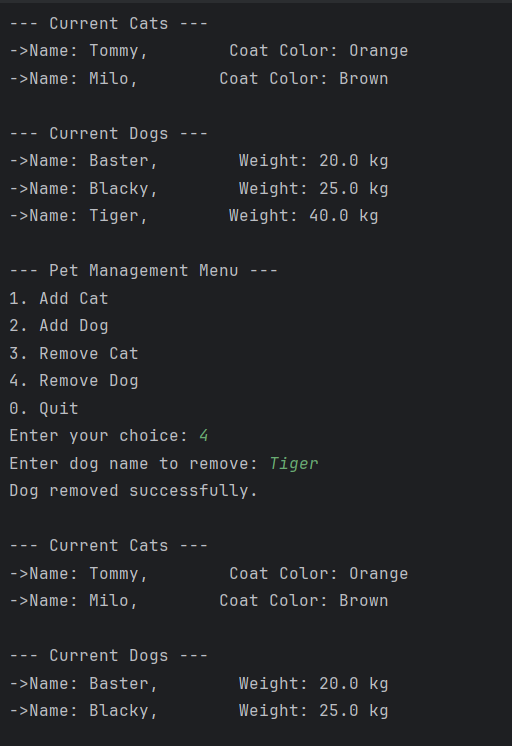 --- Current Cats ---
->Name: Tommy,        Coat Color: Orange
->Name: Milo,        Coat Color: Brown

--- Current Dogs ---
->Name: Baster,        Weight: 20.0 kg
->Name: Blacky,        Weight: 25.0 kg
->Name: Tiger,        Weight: 40.0 kg

--- Pet Management Menu ---
1. Add Cat
2. Add Dog
3. Remove Cat
4. Remove Dog
0. Quit
Enter your choice: 4
Enter dog name to remove: Tiger
Dog removed successfully.

--- Current Cats ---
->Name: Tommy,        Coat Color: Orange
->Name: Milo,        Coat Color: Brown

--- Current Dogs ---
->Name: Baster,        Weight: 20.0 kg
->Name: Blacky,        Weight: 25.0 kg